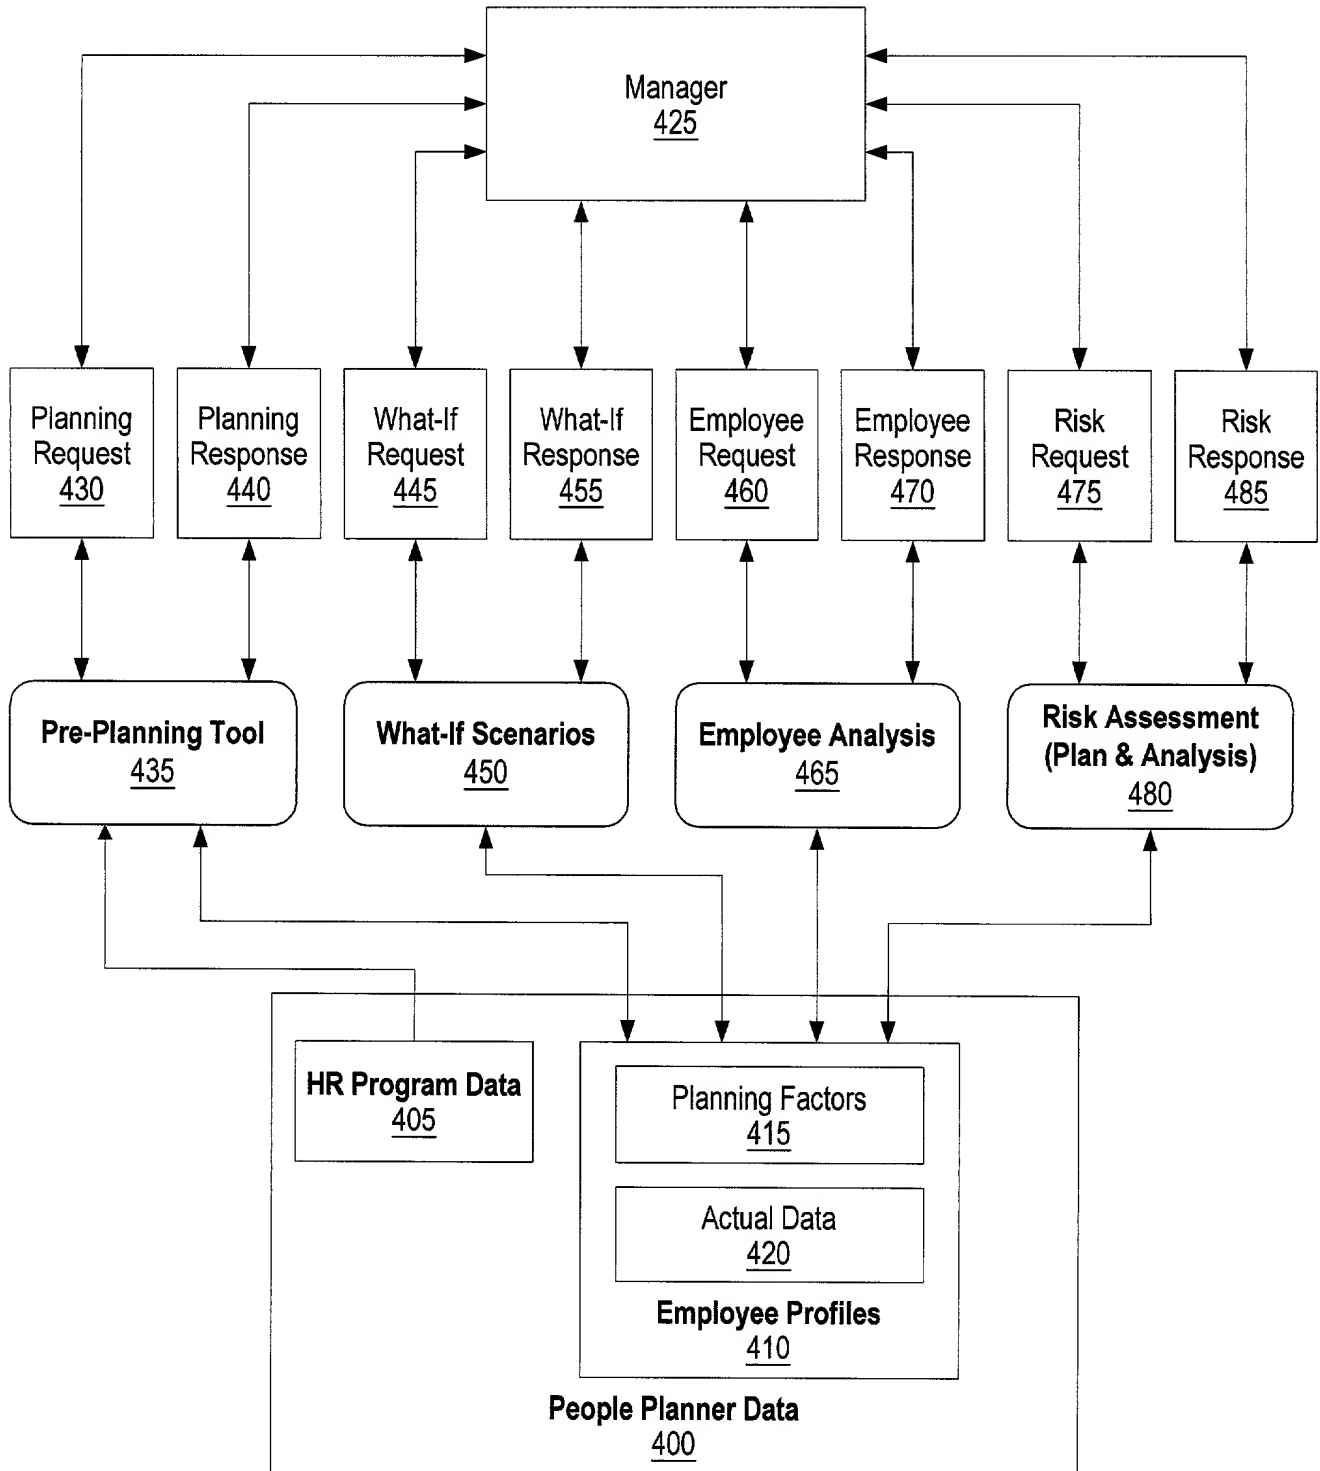 Manager
425
Planning
Request
430
Planning
Response
440
What-If
Request
445
What-If
Response
455
Employee
Request
460
Employee
Response
470
Risk
Request
475
Risk
Response
485
Pre-Planning Tool
435
What-If Scenarios
450
Employee Analysis
465
Risk Assessment
(Plan & Analysis)
480
HR Program Data
405
Planning Factors
415
Actual Data
420
Employee Profiles
410
People Planner Data
400